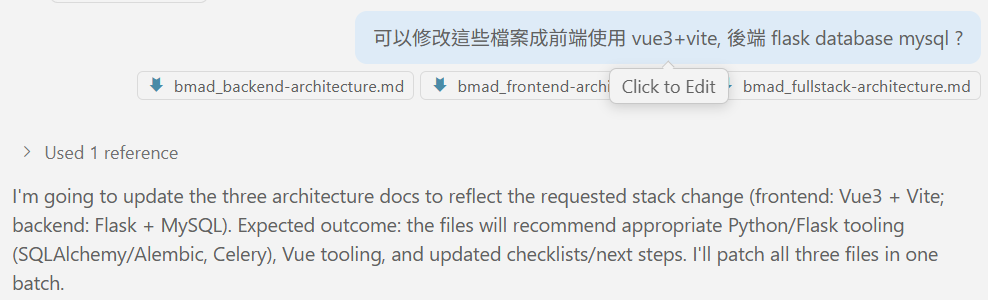 可以修改這些檔案成前端使用 vue3+vite, 後端 flask database mysql ?
bmad_backend-architecture.md bmad_frontend-archi bmad_fullstack-architecture.md
Click to Edit
Used 1 reference
I'm going to update the three architecture docs to reflect the requested stack change (frontend: Vue3 + Vite;
backend: Flask + MySQL). Expected outcome: the files will recommend appropriate Python/Flask tooling
(SQLAlchemy/Alembic, Celery), Vue tooling, and updated checklists/next steps. I'll patch all three files in one
batch.